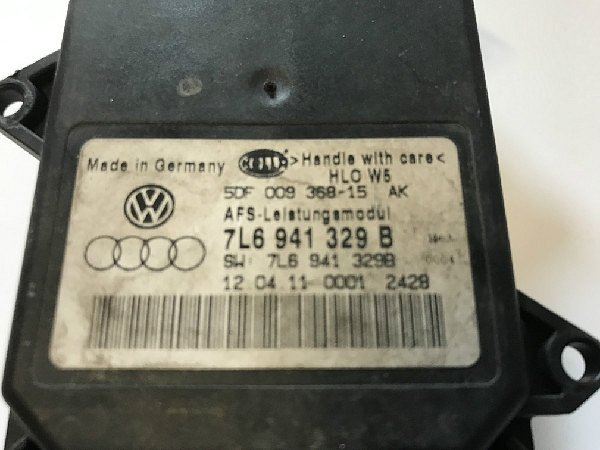 Made in Germany
>Handle with care<
HLO W5
5DF 009 368-15 AK
AFS-Leistungsmodul
7L6 941 329 B
SW: 7L6 941 329B
12.04.11 0001 2428